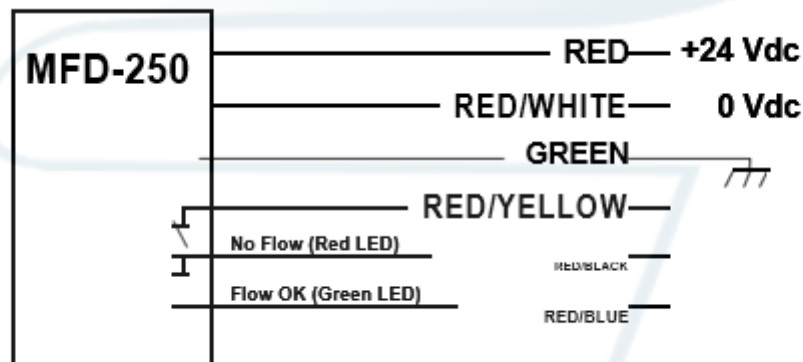 MFD-250
RED +24 Vdc
RED/WHITE 0 Vdc
GREEN
RED/YELLOW
No Flow (Red LED)
RED/BLACK
Flow OK (Green LED)
RED/BLUE